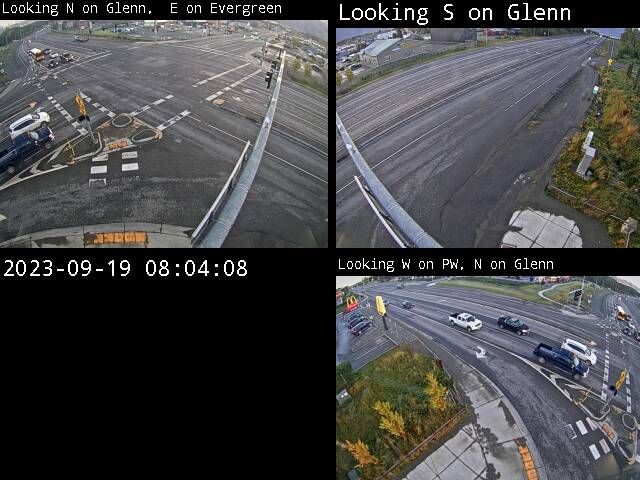 Looking N on Glenn,  E on Evergreen
Looking S on Glenn
2023-09-19 08:04:08
Looking W on PW, N on Glenn